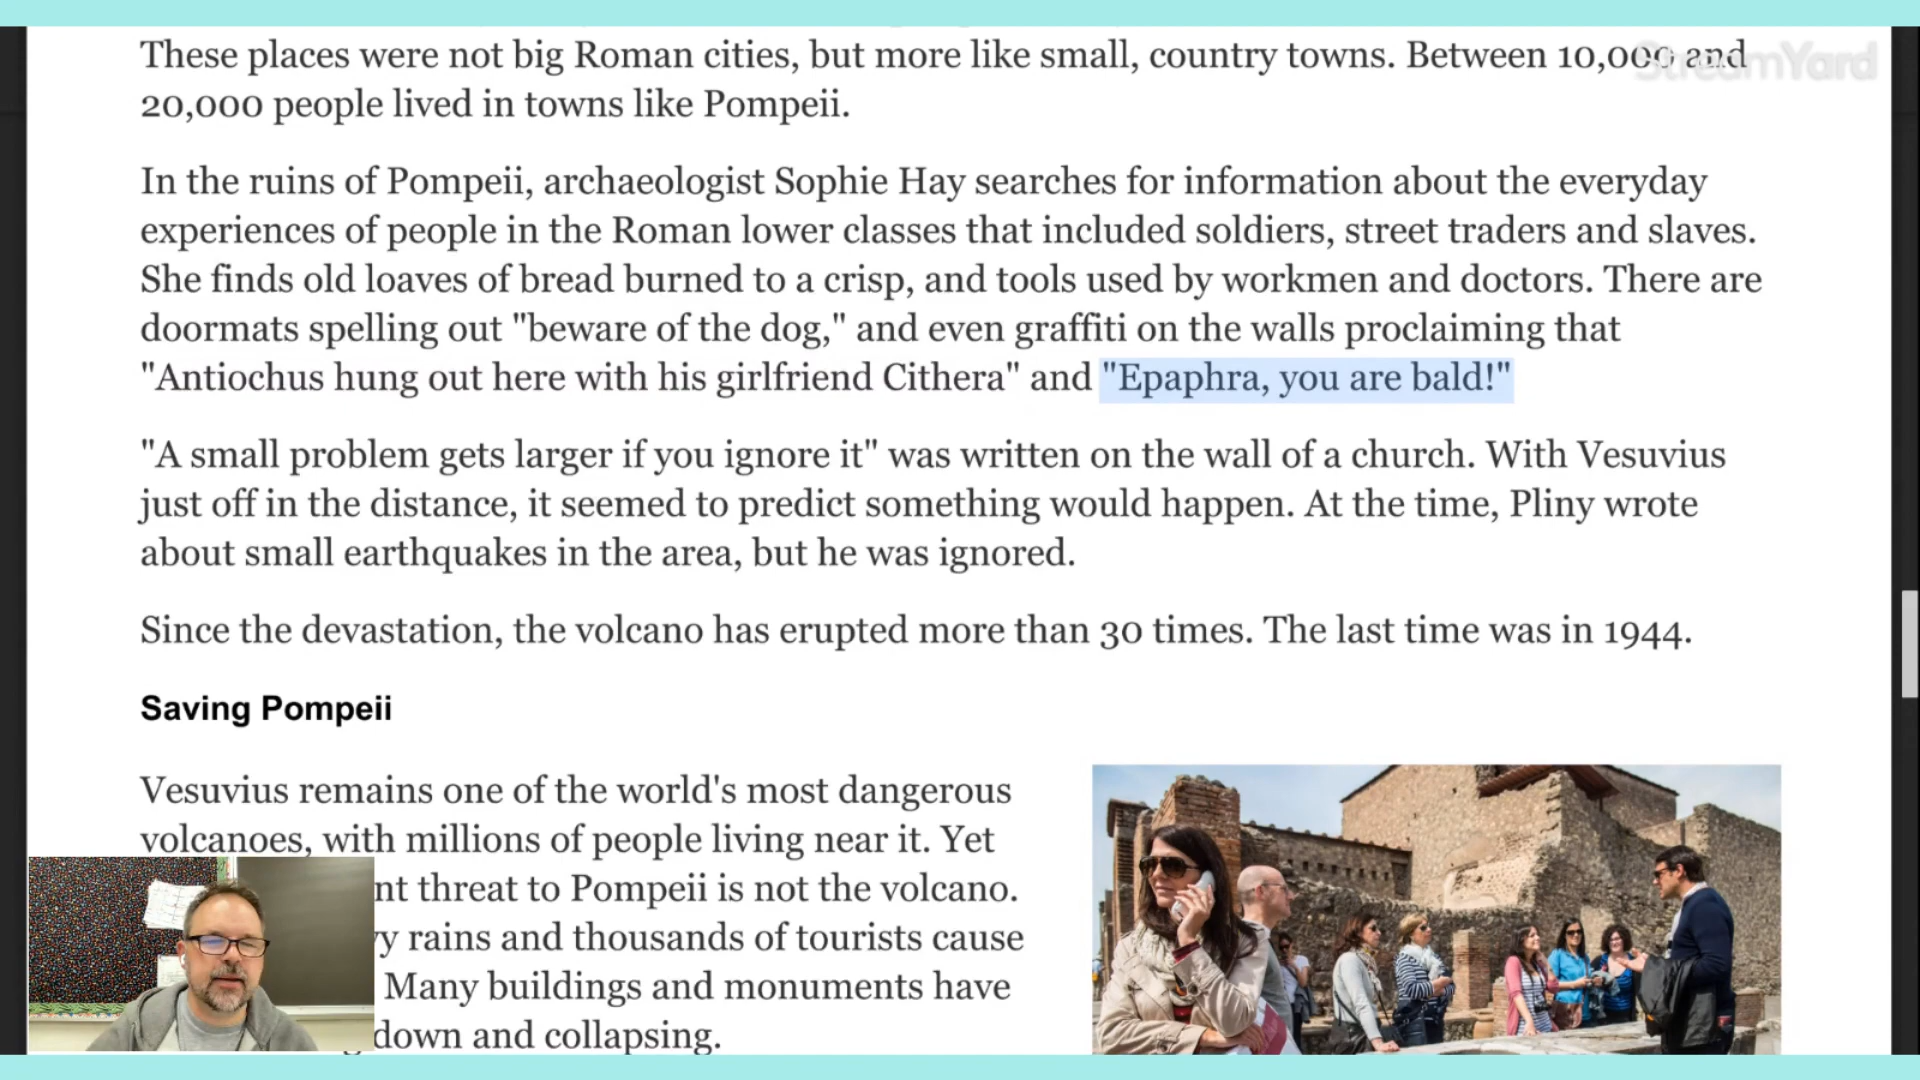 These places were not big Roman cities, but more like small, country towns. Between 10,000 and
StreamYard
20,000 people lived in towns like Pompeii.
In the ruins of Pompeii, archaeologist Sophie Hay searches for information about the everyday
experiences of people in the Roman lower classes that included soldiers, street traders and slaves.
She finds old loaves of bread burned to a crisp, and tools used by workmen and doctors. There are
doormats spelling out "beware of the dog," and even graffiti on the walls proclaiming that
"Antiochus hung out here with his girlfriend Cithera" and "Epaphra, you are bald!"
"A small problem gets larger if you ignore it" was written on the wall of a church. With Vesuvius
just off in the distance, it seemed to predict something would happen. At the time, Pliny wrote
about small earthquakes in the area, but he was ignored.
Since the devastation, the volcano has erupted more than 30 times. The last time was in 1944.
Saving Pompeii
Vesuvius remains one of the world's most dangerous
volcanoes, with millions of people living near it. Yet
nt threat to Pompeii is not the volcano.
y rains and thousands of tourists cause
Many buildings and monuments have
down and collapsing.